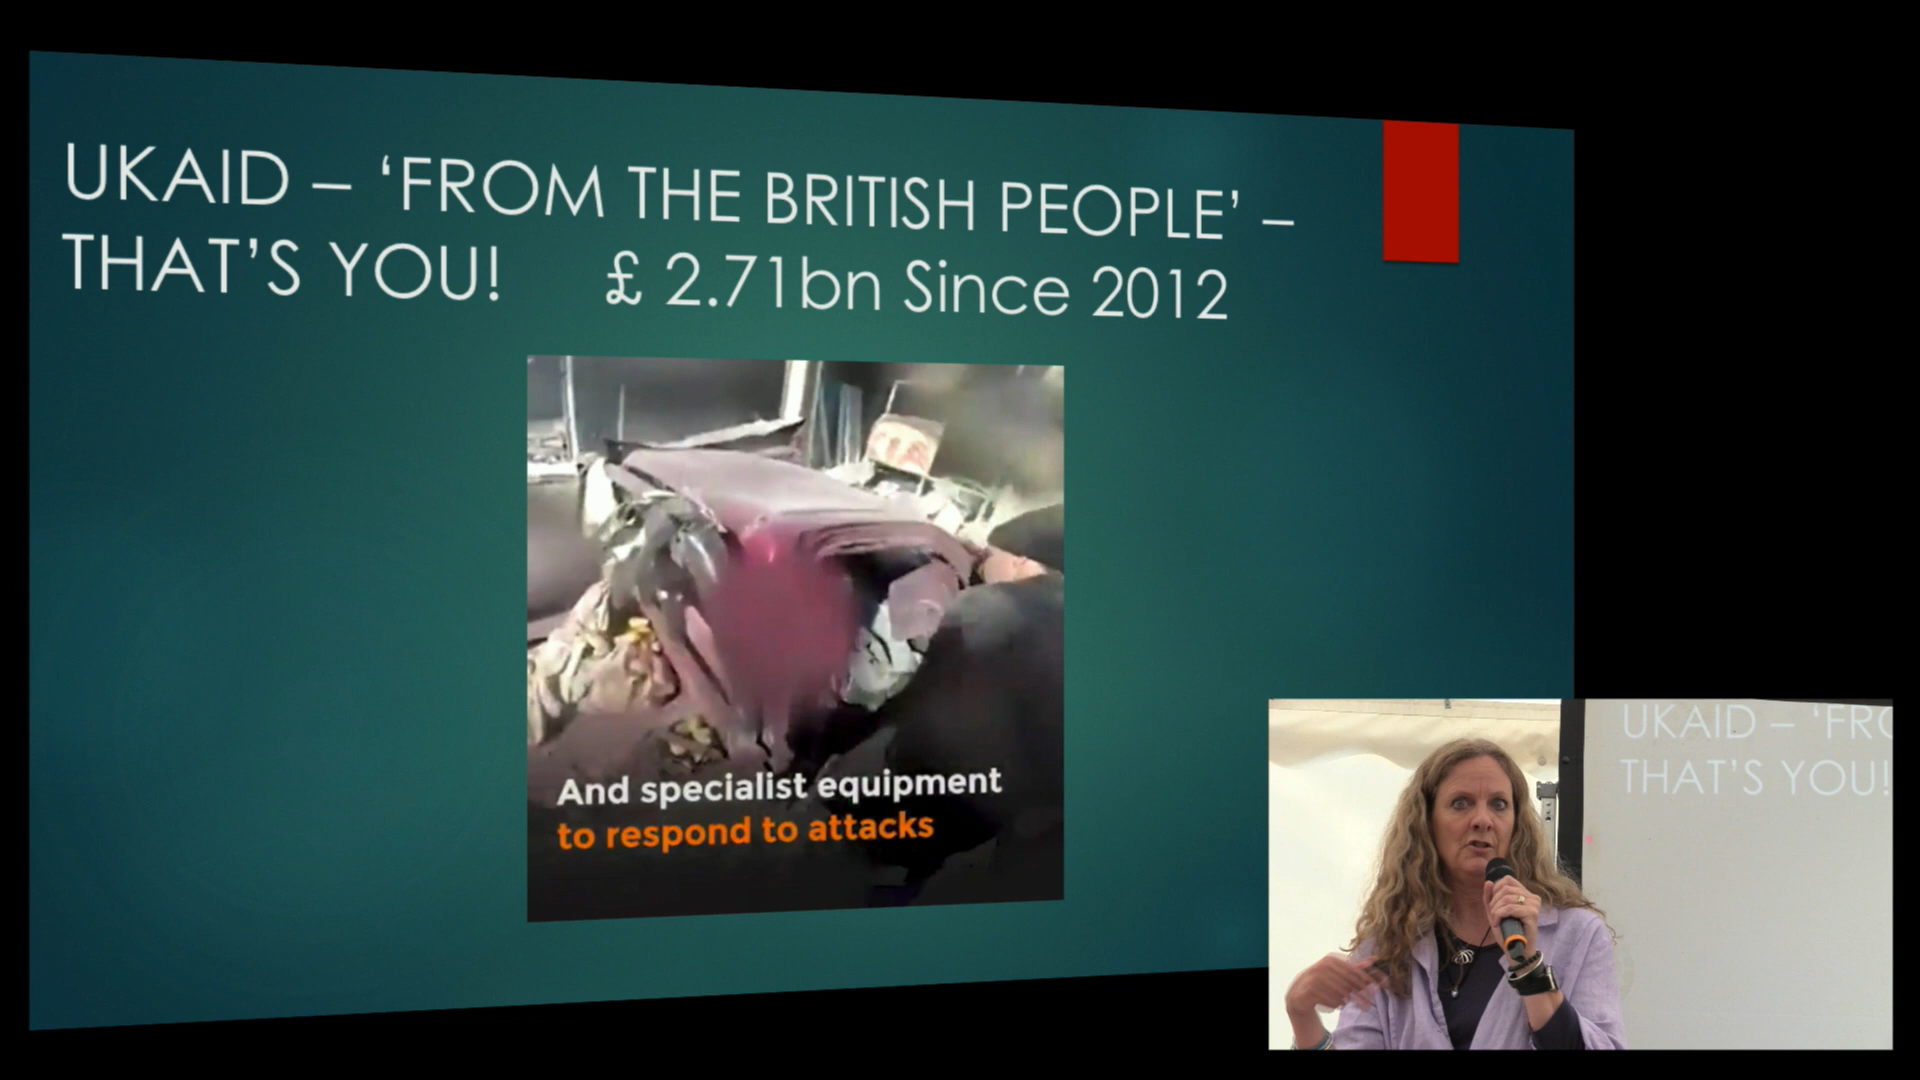 UKAID – ‘FROM THE BRITISH PEOPLE’ –
THAT’S YOU! £ 2.71bn Since 2012
And specialist equipment
to respond to attacks
UKAID – ‘FRO
THAT’S YOU!